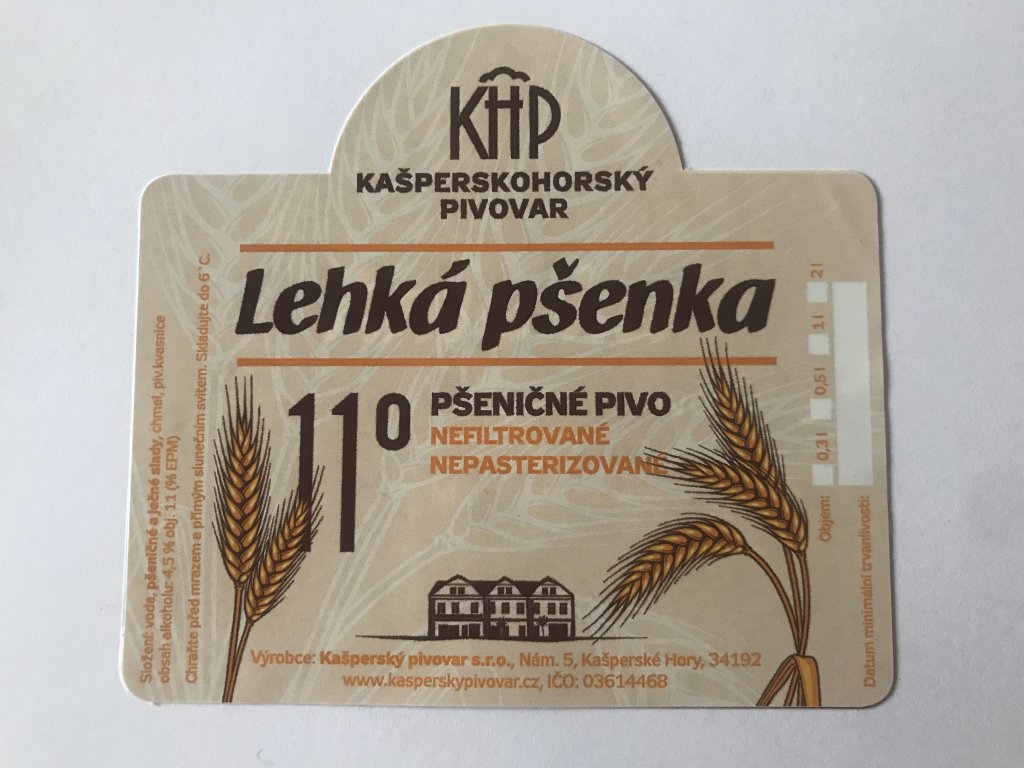 KHP
KAŠPERSKOHORSKÝ
PIVOVAR
Lehká pšenka
11°
PŠENIČNÉ PIVO
NEFILTROVANÉ
NEPASTERIZOVANÉ
Výrobce: Kašperský pivovar s.r.o., Nám. 5, Kašperské Hory, 34192
www.kasperskypivovar.cz, IČO: 03614468
Složení: voda, pšeničné a ječné slady, chmel, piv.kvasnice
obsah alkoholu: 4,5 % obj. 11 (% EPM)
Chraňte před mrazem a přímým slunečním svitem. Skladujte do 6°C.
Objem: 0,3 l 0,5 l 1 l 2 l
Datum minimální trvanlivosti: